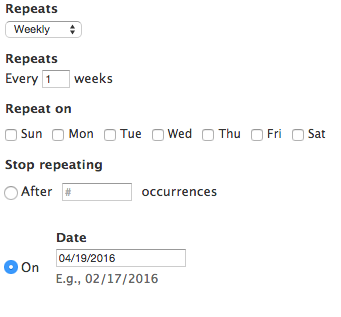 Repeats
Weekly
Repeats
Every 1 weeks
Repeat on
Sun Mon Tue Wed Thu Fri Sat
Stop repeating
After # occurrences
Date
04/19/2016
On
E.g., 02/17/2016